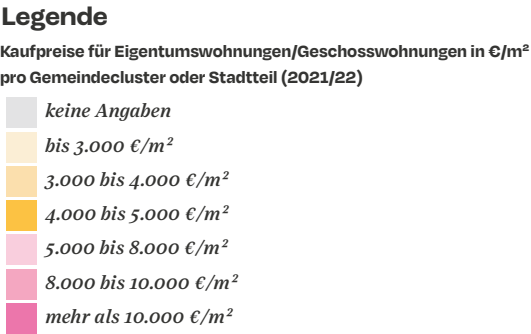 Legende
Kaufpreise für Eigentumswohnungen/Geschosswohnungen in €/m²
pro Gemeindecluster oder Stadtteil (2021/22)
keine Angaben
bis 3.000 €/m²
3.000 bis 4.000 €/m²
4.000 bis 5.000 €/m²
5.000 bis 8.000 €/m²
8.000 bis 10.000 €/m²
mehr als 10.000 €/m²